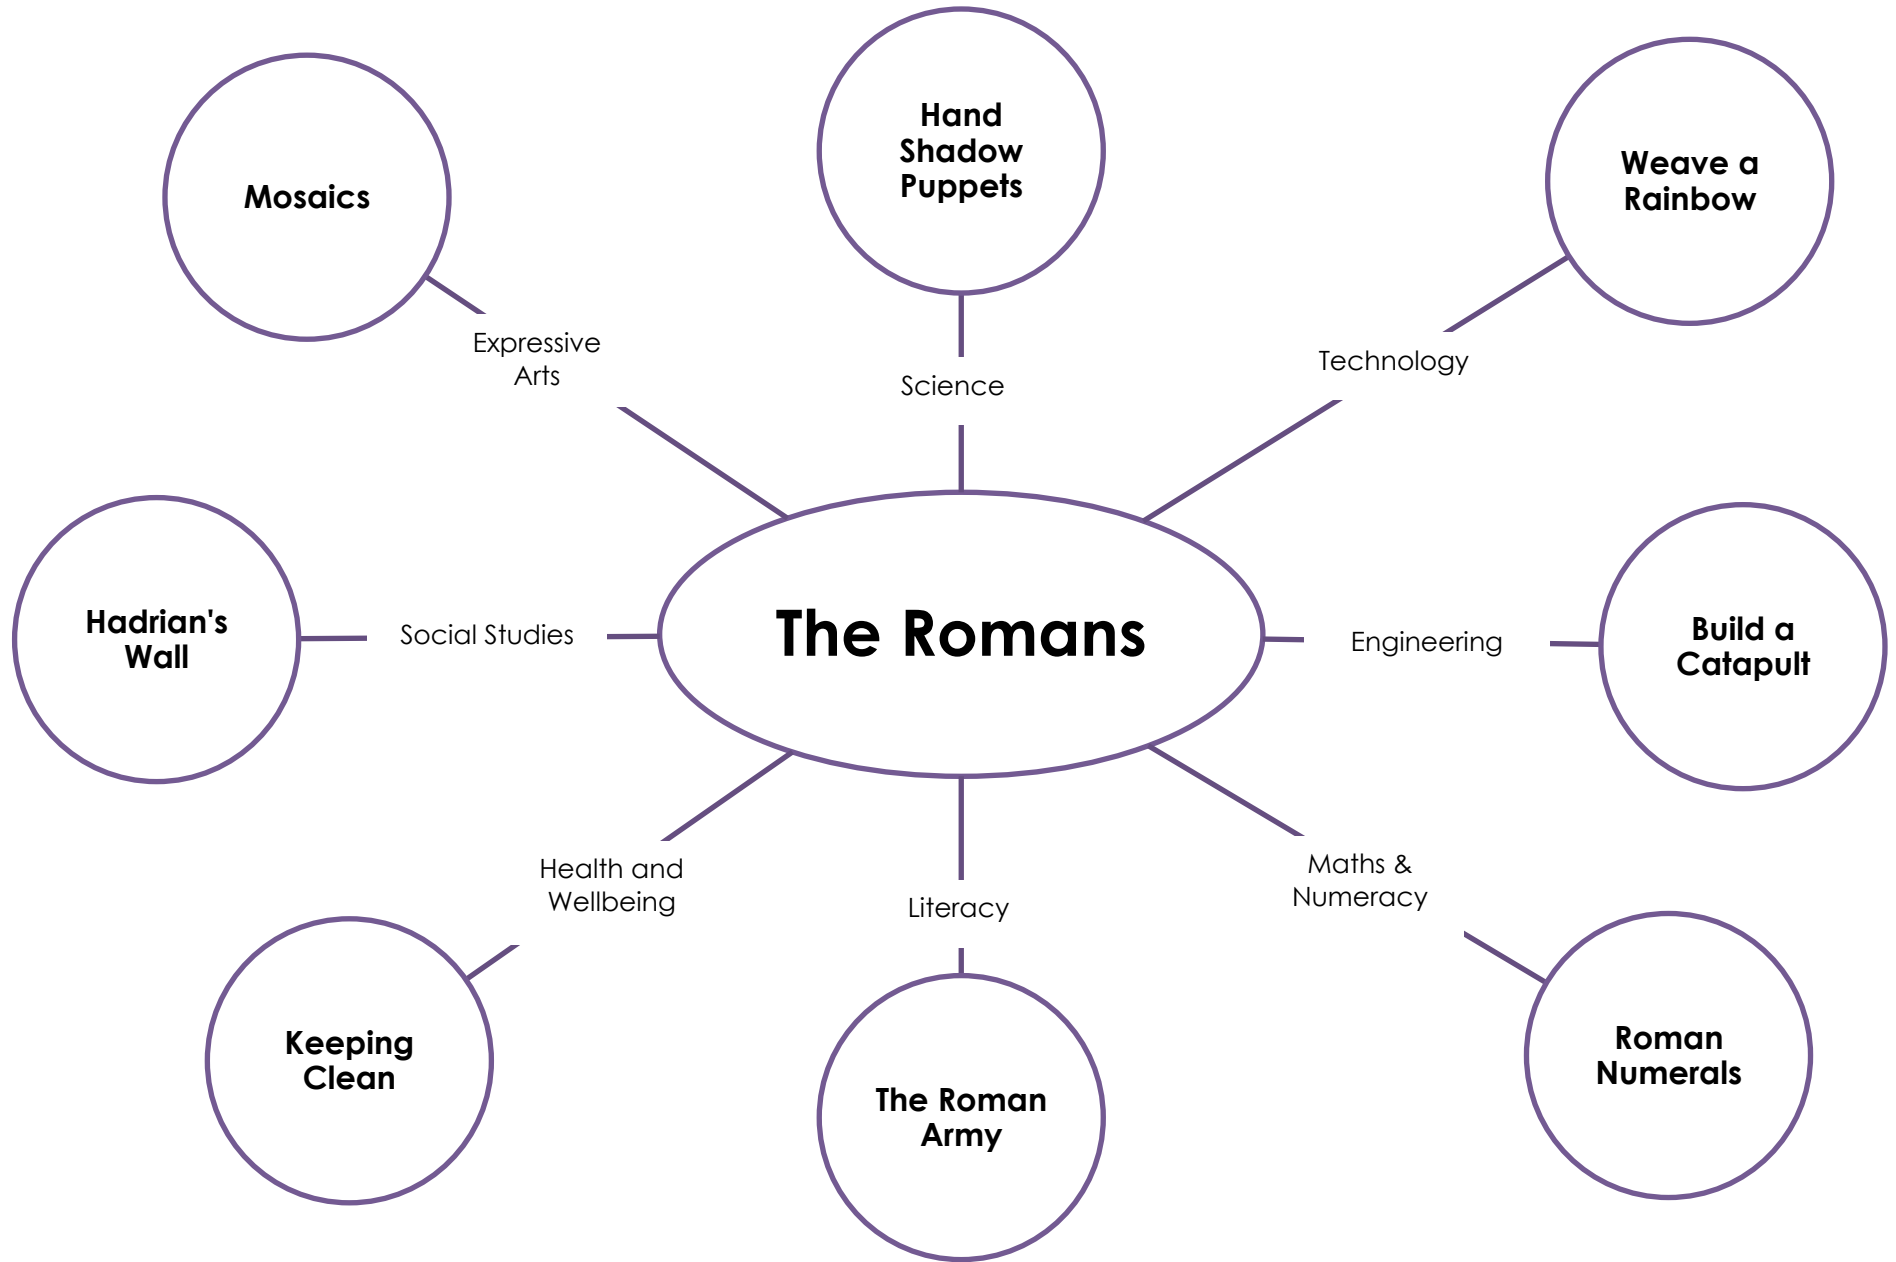 Hand
Shadow
Puppets
Weave a
Rainbow
Mosaics
Expressive
Arts
Science
Technology
Hadrian's
Wall
Social Studies
The Romans
Engineering
Build a
Catapult
Health and
Wellbeing
Literacy
Maths &
Numeracy
Keeping
Clean
The Roman
Army
Roman
Numerals